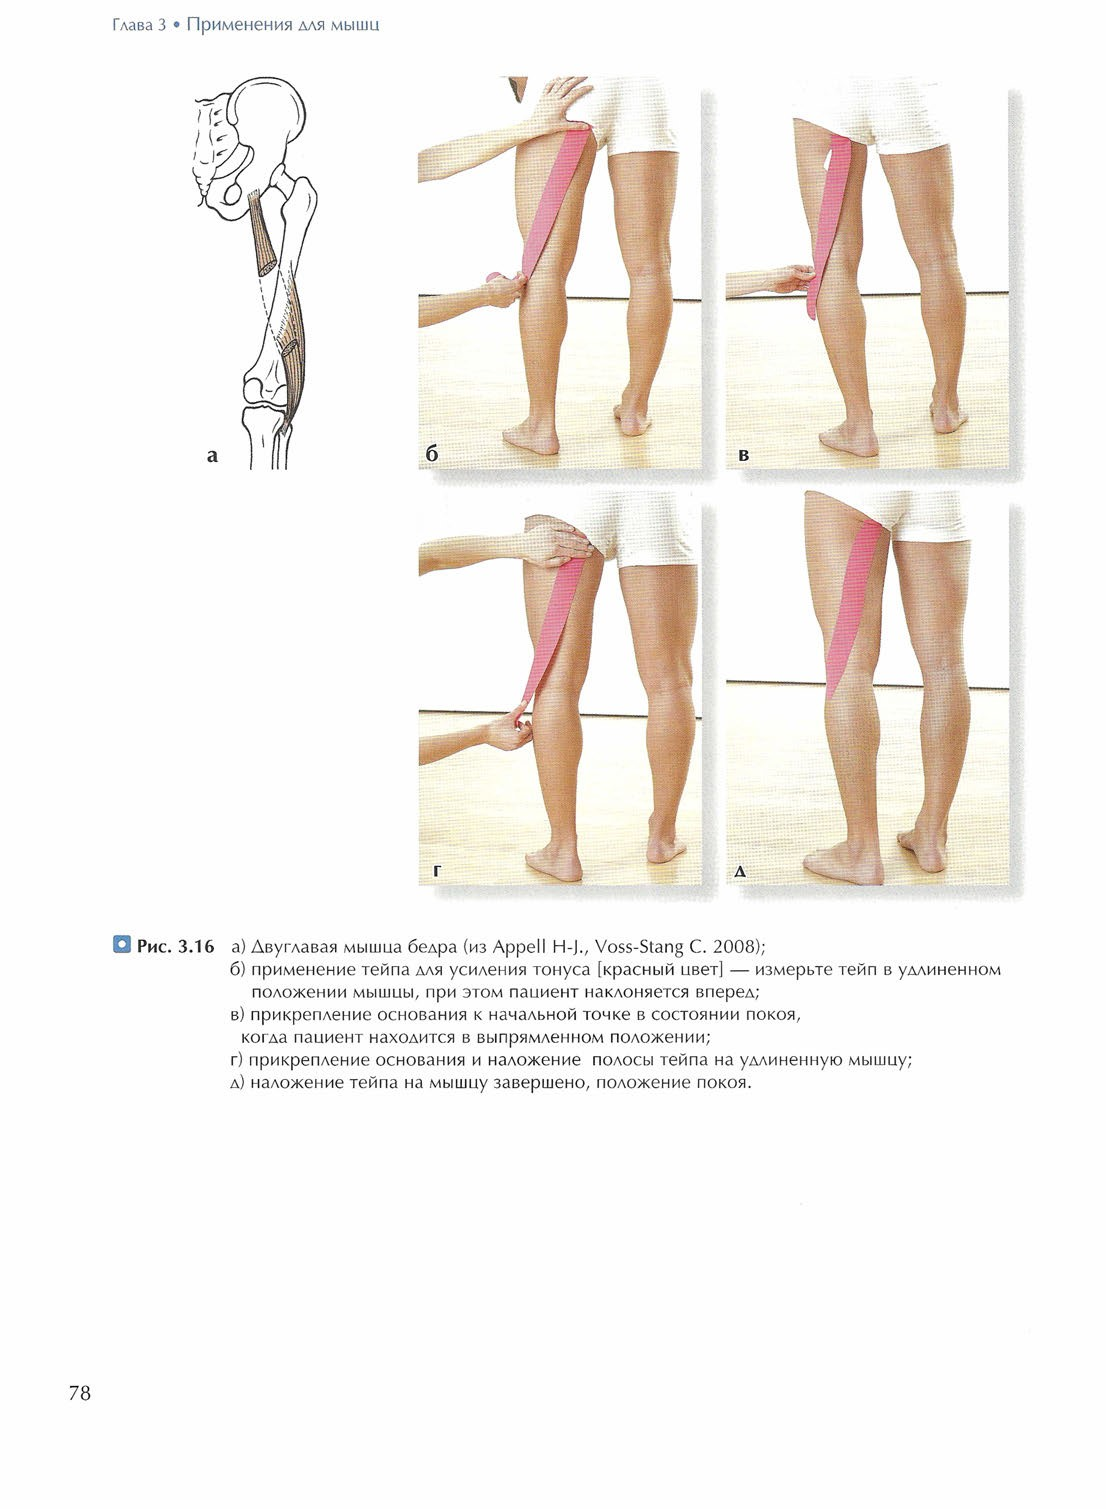 Глава 3 • Применения для мышц
а
б
в
г
д
Рис. 3.16 а) Двуглавая мышца бедра (из Appell H-J., Voss-Stang C. 2008);
б) применение тейпа для усиления тонуса [красный цвет] — измерьте тейп в удлиненном
положении мышцы, при этом пациент наклоняется вперед;
в) прикрепление основания к начальной точке в состоянии покоя,
когда пациент находится в выпрямленном положении;
г) прикрепление основания и наложение полосы тейпа на удлиненную мышцу;
д) наложение тейпа на мышцу завершено, положение покоя.
78